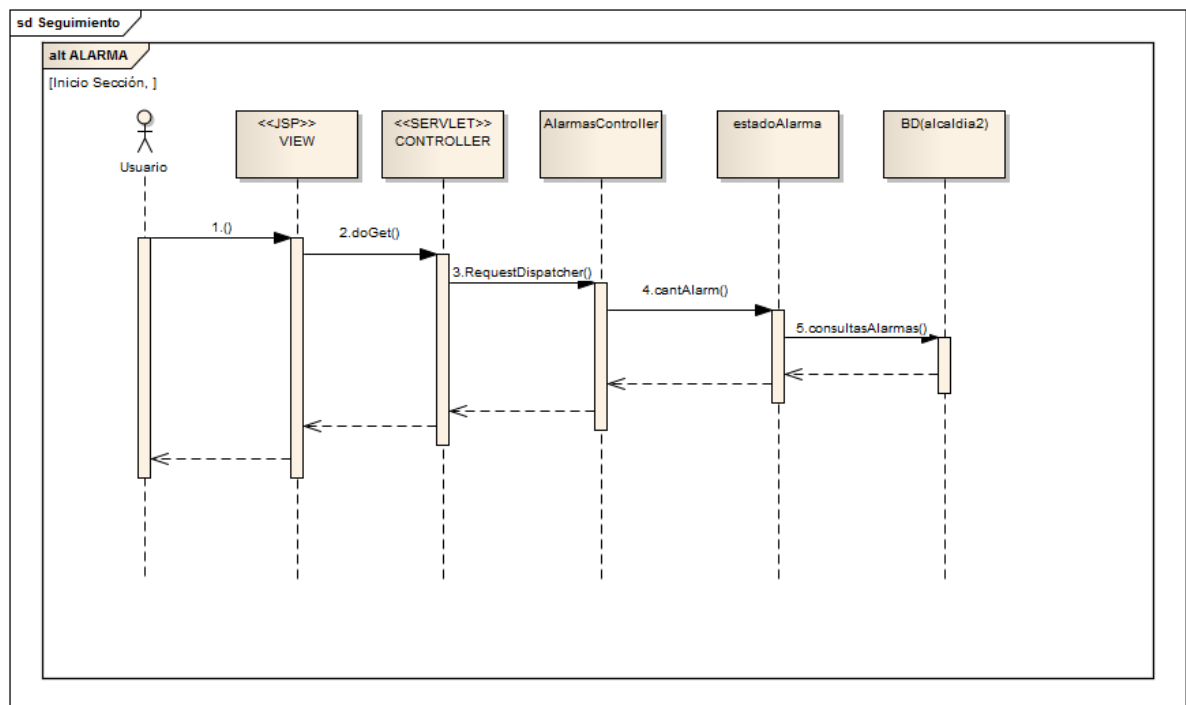 sd Seguimiento
alt ALARMA
[Inicio Sección, ]
Usuario
<<JSP>>
VIEW
<<SERVLET>>
CONTROLLER
AlarmasController
estadoAlarma
BD(alcaldia2)
1.()
2.doGet()
3.RequestDispatcher()
4.cantAlarm()
5.consultasAlarmas()